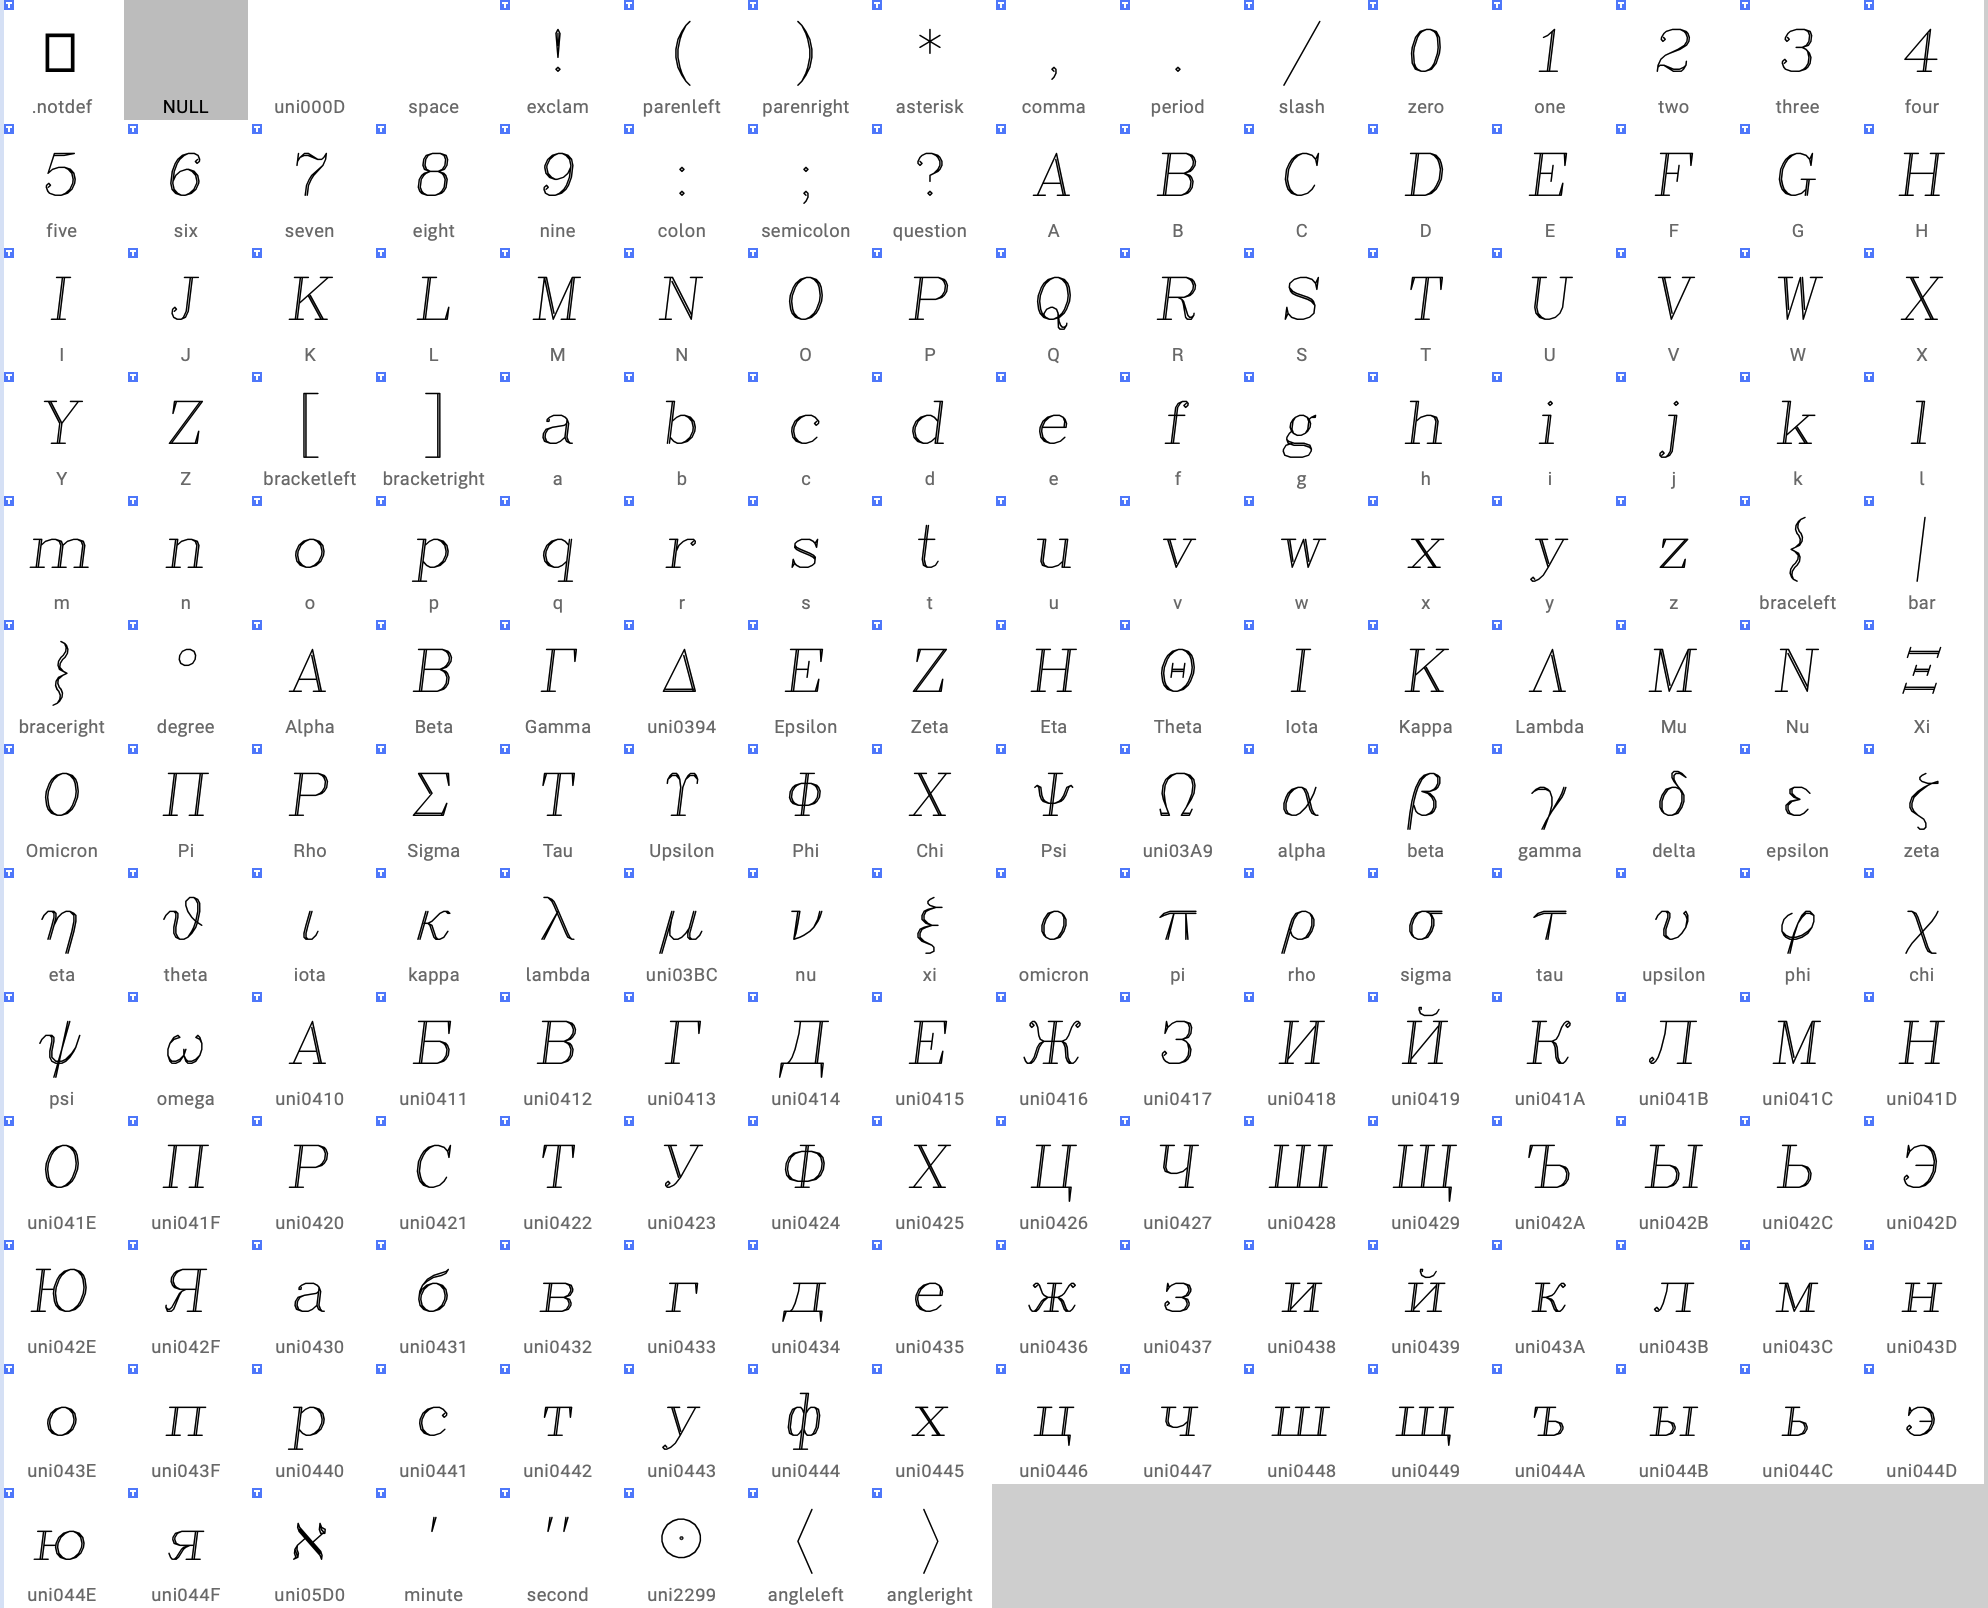 ! ( ) * , . / 0 1 2 3 4
.notdef NULL uni000D space exclam parenleft parenright asterisk comma period slash zero one two three four
5 6 7 8 9 : ; ? A B C D E F G H
five six seven eight nine colon semicolon question A B C D E F G H
I J K L M N O P Q R S T U V W X
I J K L M N O P Q R S T U V W X
Y Z [ ] a b c d e f g h i j k l
Y Z bracketleft bracketright a b c d e f g h i j k l
m n o p q r s t u v w x y z { |
m n o p q r s t u v w x y z braceleft bar
} ° Α Β Γ Δ Ε Ζ Η Θ Ι Κ Λ Μ Ν Ξ
braceright degree Alpha Beta Gamma uni0394 Epsilon Zeta Eta Theta Iota Kappa Lambda Mu Nu Xi
Ο Π Ρ Σ Τ Υ Φ Χ Ψ Ω α β γ δ ε ζ
Omicron Pi Rho Sigma Tau Upsilon Phi Chi Psi uni03A9 alpha beta gamma delta epsilon zeta
η θ ι κ λ μ ν ξ ο π ρ σ τ υ φ χ
eta theta iota kappa lambda uni03BC nu xi omicron pi rho sigma tau upsilon phi chi
ψ ω А Б В Г Д Е Ж З И Й К Л М Н
psi omega uni0410 uni0411 uni0412 uni0413 uni0414 uni0415 uni0416 uni0417 uni0418 uni0419 uni041A uni041B uni041C uni041D
О П Р С Т У Ф Х Ц Ч Ш Щ Ъ Ы Ь Э
uni041E uni041F uni0420 uni0421 uni0422 uni0423 uni0424 uni0425 uni0426 uni0427 uni0428 uni0429 uni042A uni042B uni042C uni042D
Ю Я а б в г д е ж з и й к л м н
uni042E uni042F uni0430 uni0431 uni0432 uni0433 uni0434 uni0435 uni0436 uni0437 uni0438 uni0439 uni043A uni043B uni043C uni043D
о п р с т у ф х ц ч ш щ ъ ы ь э
uni043E uni043F uni0440 uni0441 uni0442 uni0443 uni0444 uni0445 uni0446 uni0447 uni0448 uni0449 uni044A uni044B uni044C uni044D
ю я א ′ ″ ⊙ 〈 〉
uni044E uni044F uni05D0 minute second uni2299 angleleft angleright